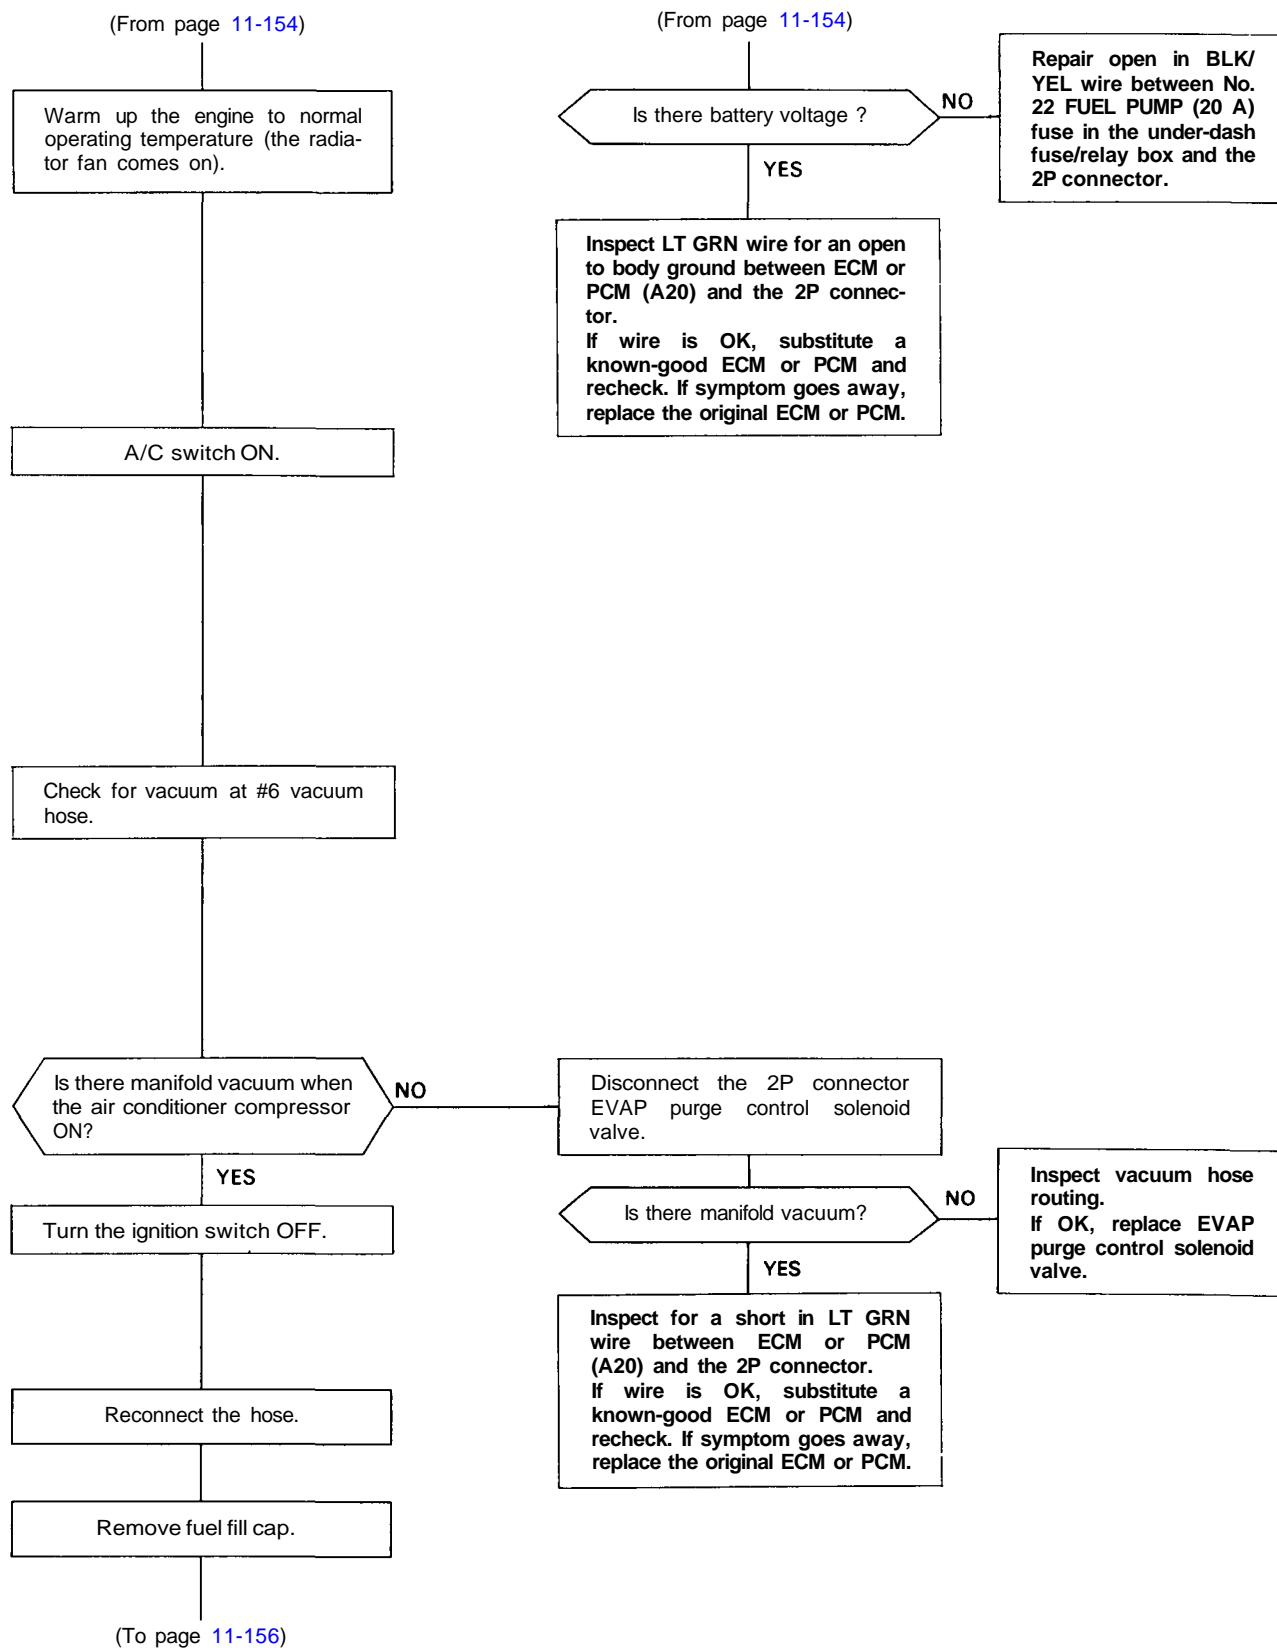 (From page 11-154)
Warm up the engine to normal
operating temperature (the radia-
tor fan comes on).
A/C switch ON.
Check for vacuum at #6 vacuum
hose.
Is there manifold vacuum when
the air conditioner compressor
ON?
NO
YES
Turn the ignition switch OFF.
Reconnect the hose.
Remove fuel fill cap.
(To page 11-156)
(From page 11-154)
Is there battery voltage ?
NO
YES
Repair open in BLK/
YEL wire between No.
22 FUEL PUMP (20 A)
fuse in the under-dash
fuse/relay box and the
2P connector.
Inspect LT GRN wire for an open
to body ground between ECM or
PCM (A20) and the 2P connec-
tor.
If wire is OK, substitute a
known-good ECM or PCM and
recheck. If symptom goes away,
replace the original ECM or PCM.
Disconnect the 2P connector
EVAP purge control solenoid
valve.
Is there manifold vacuum?
NO
YES
Inspect vacuum hose
routing.
If OK, replace EVAP
purge control solenoid
valve.
Inspect for a short in LT GRN
wire between ECM or PCM
(A20) and the 2P connector.
If wire is OK, substitute a
known-good ECM or PCM and
recheck. If symptom goes away,
replace the original ECM or PCM.